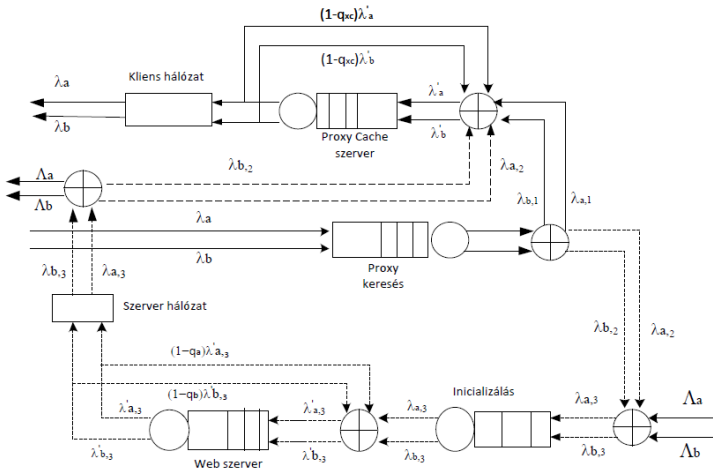 (1-qxc)λ'a
(1-qxc)λ'b
Kliens hálózat
λa
λb
λ'a
λ'b
Proxy Cache
szerver
λb,2
λa,2
Λa
Λb
λa
λb
λb,1
λa,1
Proxy
keresés
λb,3
λa,3
Szerver hálózat
λb,2
λa,2
(1-qa)λ'a,3
(1-qb)λ'b,3
Inicializálás
λ'a,3
λ'a,3
λa,3
λa,3
Λa
λ'b,3
λ'b,3
λb,3
λb,3
Λb
Web szerver